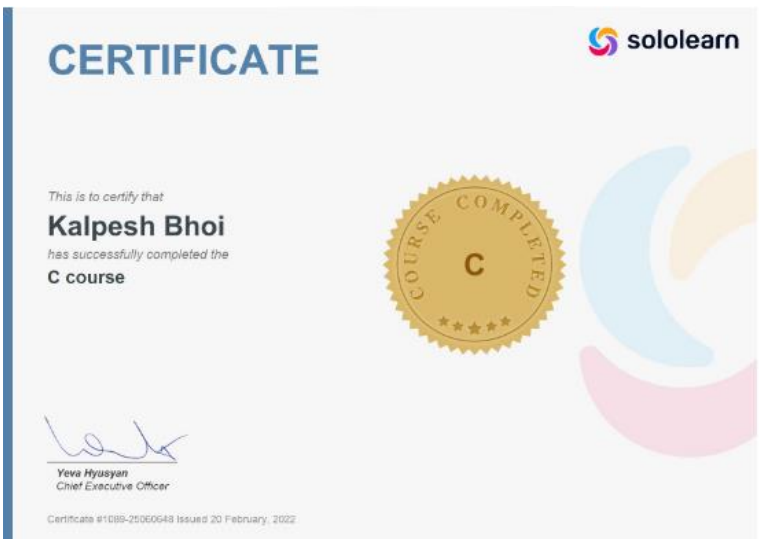 CERTIFICATE
sololearn
This is to certify that
Kalpesh Bhoi
has successfully completed the
C course
COURSE COMPLETED
C
Yeva Hyusyan
Chief Executive Officer
Certificate #1089-25060648 Issued 20 February, 2022